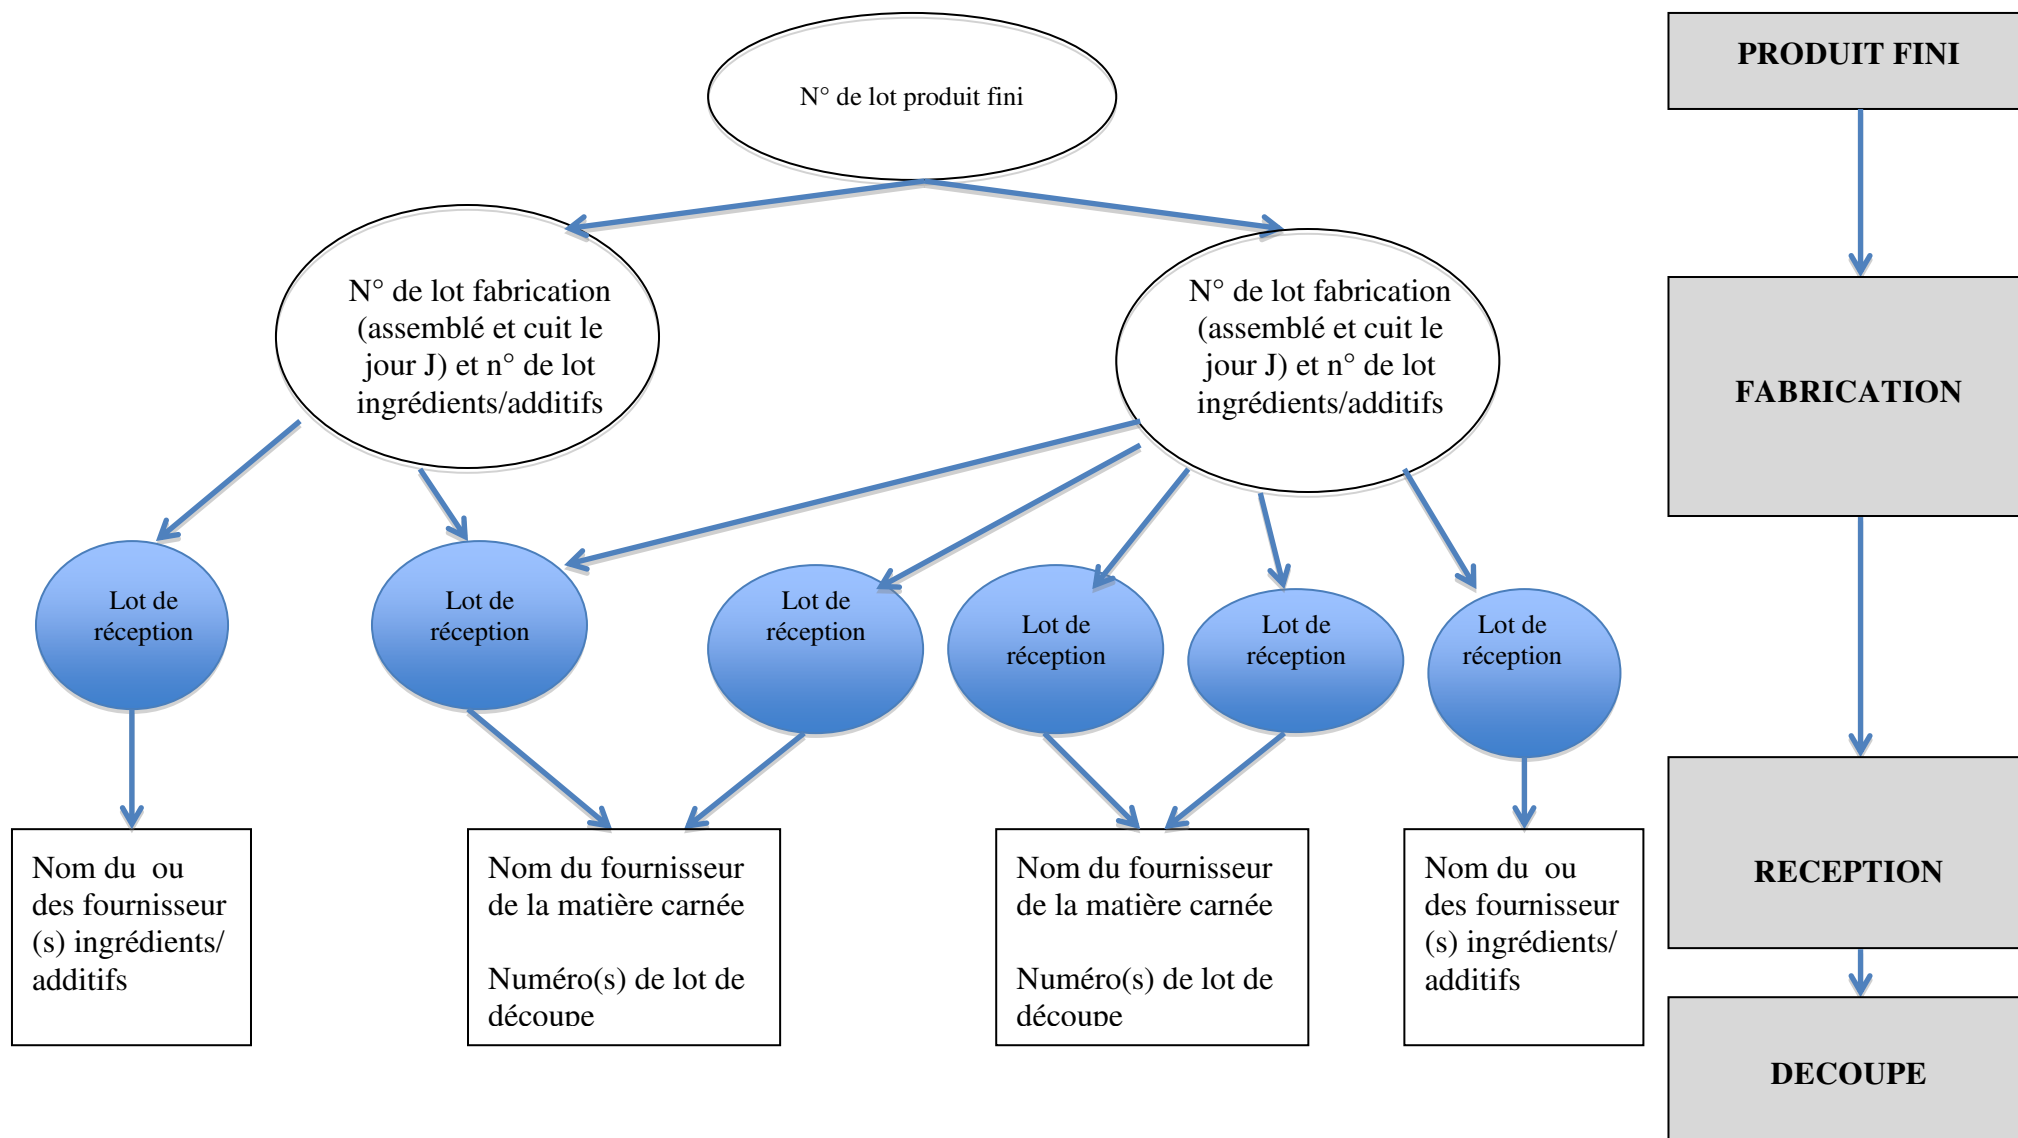 N° de lot produit fini
PRODUIT FINI
N° de lot fabrication
(assemblé et cuit le
jour J) et n° de lot
ingrédients/additifs
N° de lot fabrication
(assemblé et cuit le
jour J) et n° de lot
ingrédients/additifs
FABRICATION
Lot de
réception
Lot de
réception
Lot de
réception
Lot de
réception
Lot de
réception
Lot de
réception
Nom du  ou
des fournisseur
(s) ingrédients/
additifs
Nom du fournisseur
de la matière carnée
Numéro(s) de lot de
découpe
Nom du fournisseur
de la matière carnée
Numéro(s) de lot de
découpe
Nom du  ou
des fournisseur
(s) ingrédients/
additifs
RECEPTION
DECOUPE